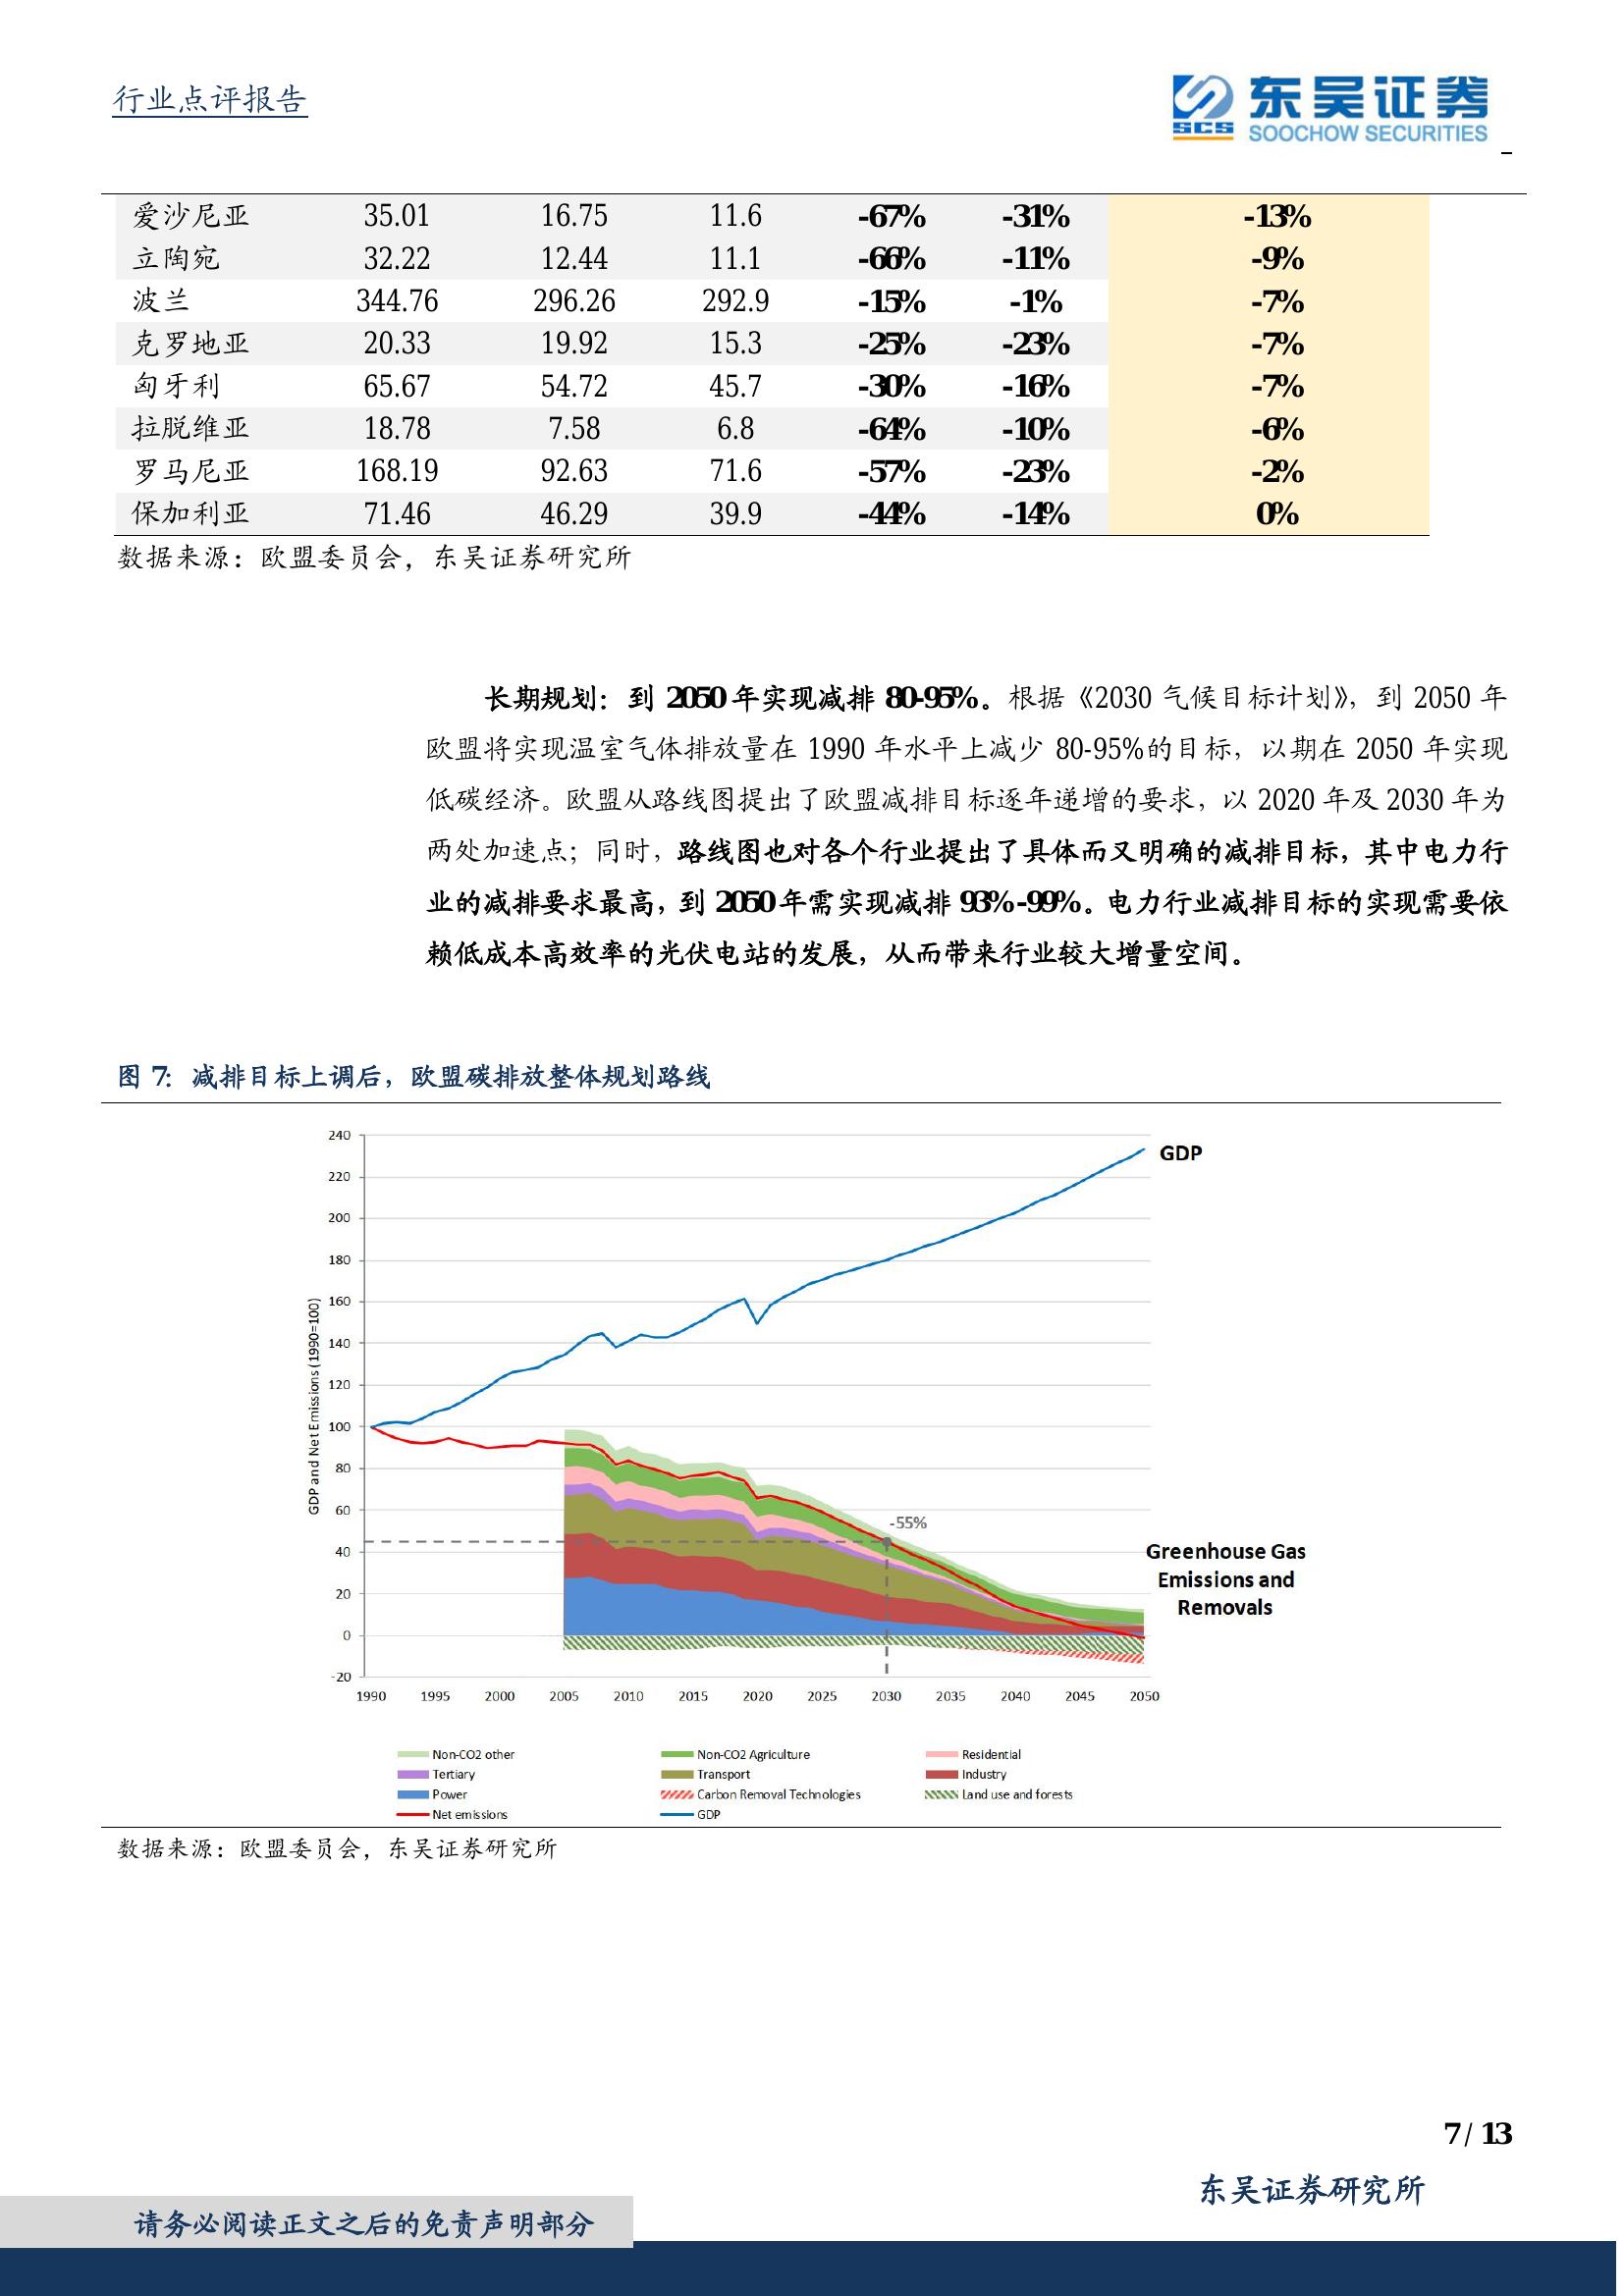 行业点评报告
SCS 东吴证券
SOOCHOW SECURITIES
爱沙尼亚 35.01 16.75 11.6 -67% -31% -13%
立陶宛 32.22 12.44 11.1 -66% -11% -9%
波兰 344.76 296.26 292.9 -15% -1% -7%
克罗地亚 20.33 19.92 15.3 -25% -23% -7%
匈牙利 65.67 54.72 45.7 -30% -16% -7%
拉脱维亚 18.78 7.58 6.8 -64% -10% -6%
罗马尼亚 168.19 92.63 71.6 -57% -23% -2%
保加利亚 71.46 46.29 39.9 -44% -14% 0%
数据来源：欧盟委员会，东吴证券研究所
长期规划：到 2050 年实现减排 80-95%。根据《2030 气候目标计划》，到 2050 年
欧盟将实现温室气体排放量在 1990 年水平上减少 80-95%的目标，以期在 2050 年实现
低碳经济。欧盟从路线图提出了欧盟减排目标逐年递增的要求，以 2020 年及 2030 年为
两处加速点；同时，路线图也对各个行业提出了具体而又明确的减排目标，其中电力行
业的减排要求最高，到 2050 年需实现减排 93%-99%。电力行业减排目标的实现需要依
赖低成本高效率的光伏电站的发展，从而带来行业较大增量空间。
图 7：减排目标上调后，欧盟碳排放整体规划路线
GDP and Net Emissions (1990=100)
240
220
200
180
160
140
120
100
80
60
40
20
0
-20
GDP
-55%
Greenhouse Gas
Emissions and
Removals
1990 1995 2000 2005 2010 2015 2020 2025 2030 2035 2040 2045 2050
Non-CO2 other Non-CO2 Agriculture Residential
Tertiary Transport Industry
Power Carbon Removal Technologies Land use and forests
Net emissions GDP
数据来源：欧盟委员会，东吴证券研究所
7 / 13
东吴证券研究所
请务必阅读正文之后的免责声明部分